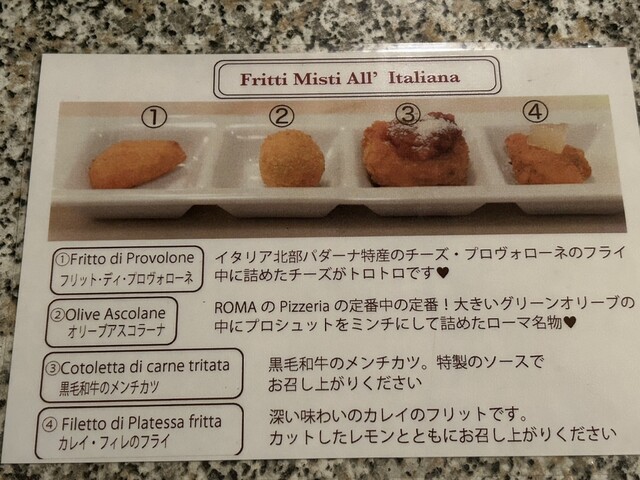 Fritti Misti All' Italiana
① ② ③ ④
①Fritto di Provolone
フリット・ディ・プロヴォローネ
イタリア北部パダーナ特産のチーズ・プロヴォローネのフライ
中に詰めたチーズがトロトロです♥
②Olive Ascolane
オリーブアスコラーナ
ROMA の Pizzeria の定番中の定番！大きいグリーンオリーブの
中にプロシュットをミンチにして詰めたローマ名物♥
③Cotoletta di carne tritata
黒毛和牛のメンチカツ
黒毛和牛のメンチカツ。特製のソースで
お召し上がりください
④ Filetto di Platessa fritta
カレイ・フィレのフライ
深い味わいのカレイのフリットです。
カットしたレモンとともにお召し上がりください